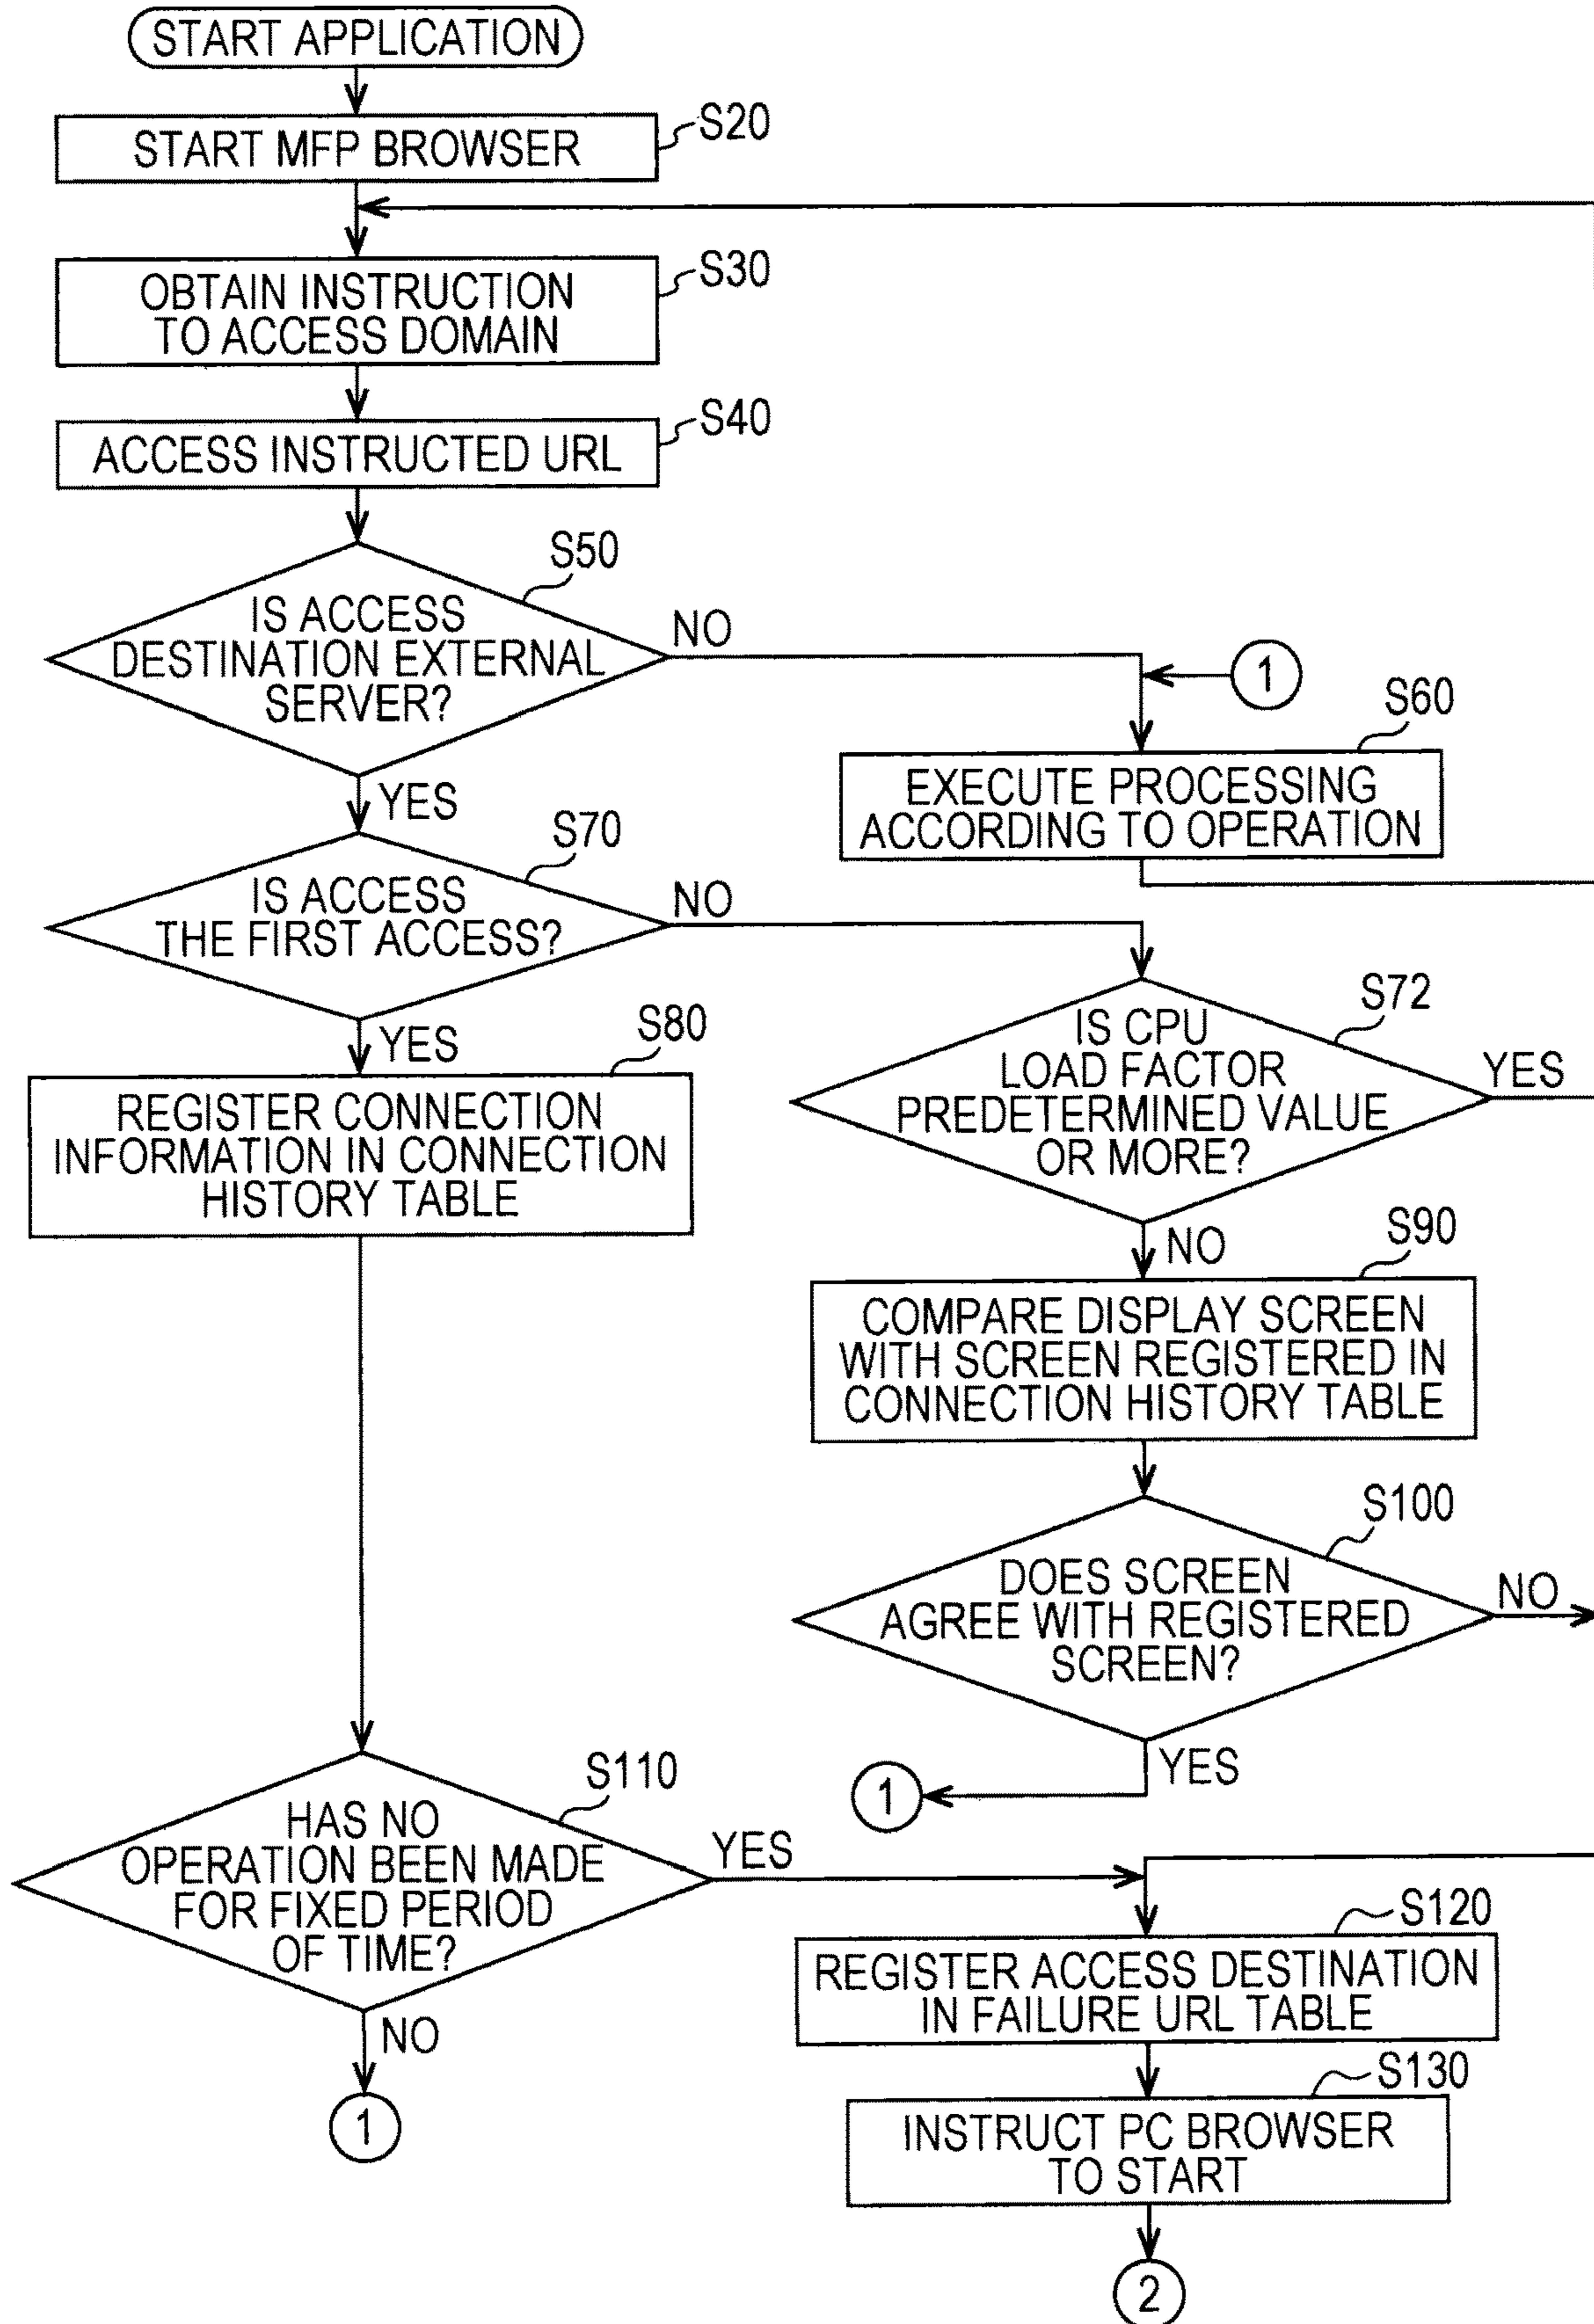 START APPLICATION
START MFP BROWSER
S20
OBTAIN INSTRUCTION
TO ACCESS DOMAIN
S30
ACCESS INSTRUCTED URL
S40
IS ACCESS
DESTINATION EXTERNAL
SERVER?
S50
NO
YES
1
EXECUTE PROCESSING
ACCORDING TO OPERATION
S60
IS ACCESS
THE FIRST ACCESS?
S70
NO
YES
IS CPU
LOAD FACTOR
PREDETERMINED VALUE
OR MORE?
S72
YES
NO
REGISTER CONNECTION
INFORMATION IN CONNECTION
HISTORY TABLE
S80
COMPARE DISPLAY SCREEN
WITH SCREEN REGISTERED IN
CONNECTION HISTORY TABLE
S90
DOES SCREEN
AGREE WITH REGISTERED
SCREEN?
S100
NO
YES
1
HAS NO
OPERATION BEEN MADE
FOR FIXED PERIOD
OF TIME?
S110
YES
NO
1
REGISTER ACCESS DESTINATION
IN FAILURE URL TABLE
S120
INSTRUCT PC BROWSER
TO START
S130
2